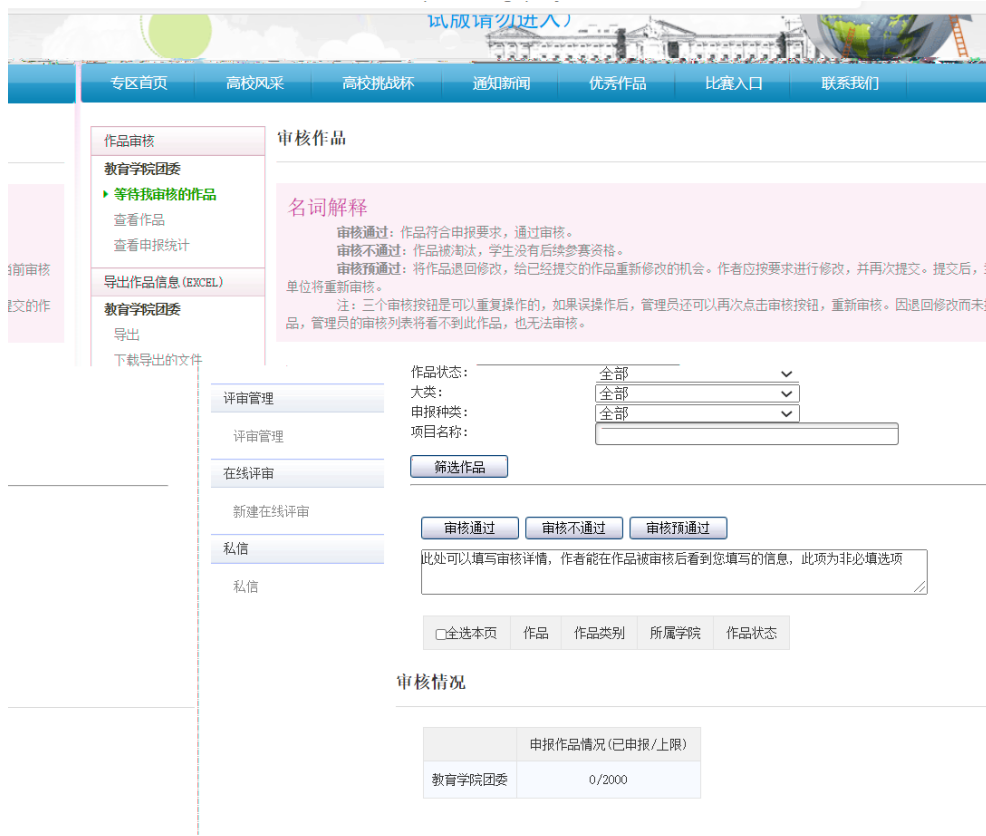 试版请勿进入）
专区首页 高校风采 高校挑战杯 通知新闻 优秀作品 比赛入口 联系我们
作品审核
教育学院团委
等待我审核的作品
查看作品
查看申报统计
导出作品信息(EXCEL)
教育学院团委
导出
下载导出的文件
前审核
提交的作
审核作品
名词解释
审核通过：作品符合申报要求，通过审核。
审核不通过：作品被淘汰，学生没有后续参赛资格。
审核预通过：将作品退回修改，给已经提交的作品重新修改的机会。作者应按要求进行修改，并再次提交。提交后，
单位将重新审核。
注：三个审核按钮是可以重复操作的，如果误操作后，管理员还可以再次点击审核按钮，重新审核。因退回修改而未
品，管理员的审核列表将看不到此作品，也无法审核。
评审管理
评审管理
在线评审
新建在线评审
私信
私信
作品状态： 全部
大类： 全部
申报种类： 全部
项目名称：
筛选作品
审核通过 审核不通过 审核预通过
此处可以填写审核详情，作者能在作品被审核后看到您填写的信息，此项为非必填选项
全选本页 作品 作品类别 所属学院 作品状态
审核情况
申报作品情况(已申报/上限)
教育学院团委 0/2000